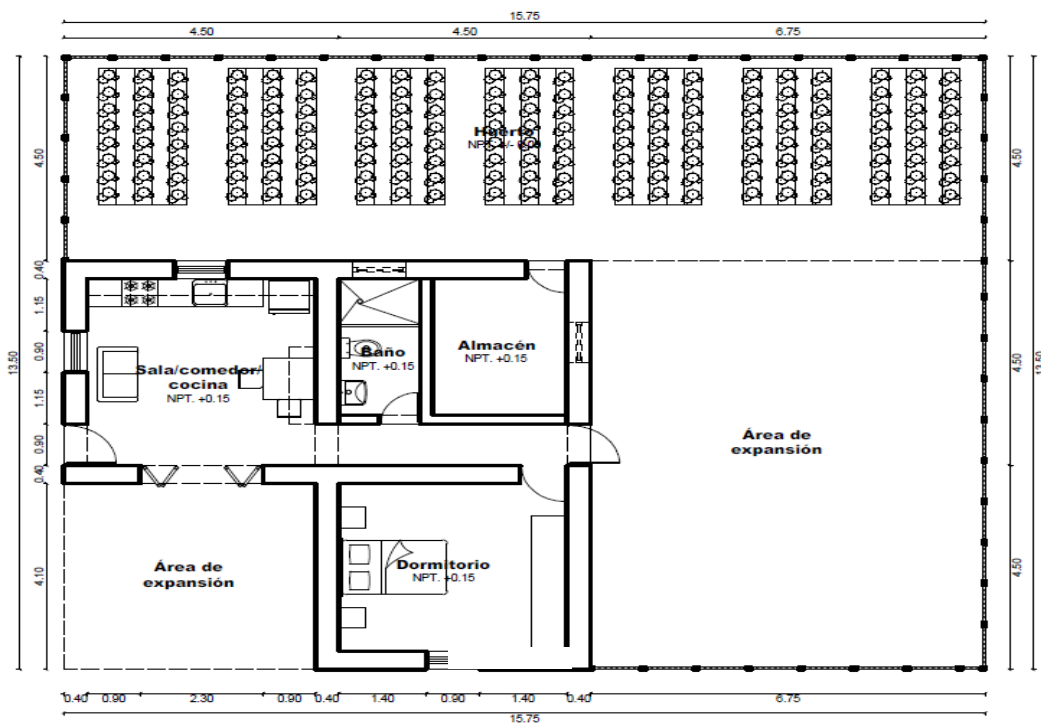 15.75
4.50 4.50 6.75
Huerto
NPT. +/- 0.00
4.50
0.40
1.15
0.90
1.15
0.90
0.40
4.10
13.50
4.50
4.50
4.50
13.50
Baño
NPT. +0.15
Almacén
NPT. +0.15
Sala/comedor/
cocina
NPT. +0.15
Área de
expansión
Área de
expansión
Dormitorio
NPT. +0.15
0.40 0.90 2.30 0.90 0.40 1.40 0.90 1.40 0.40 6.75
15.75